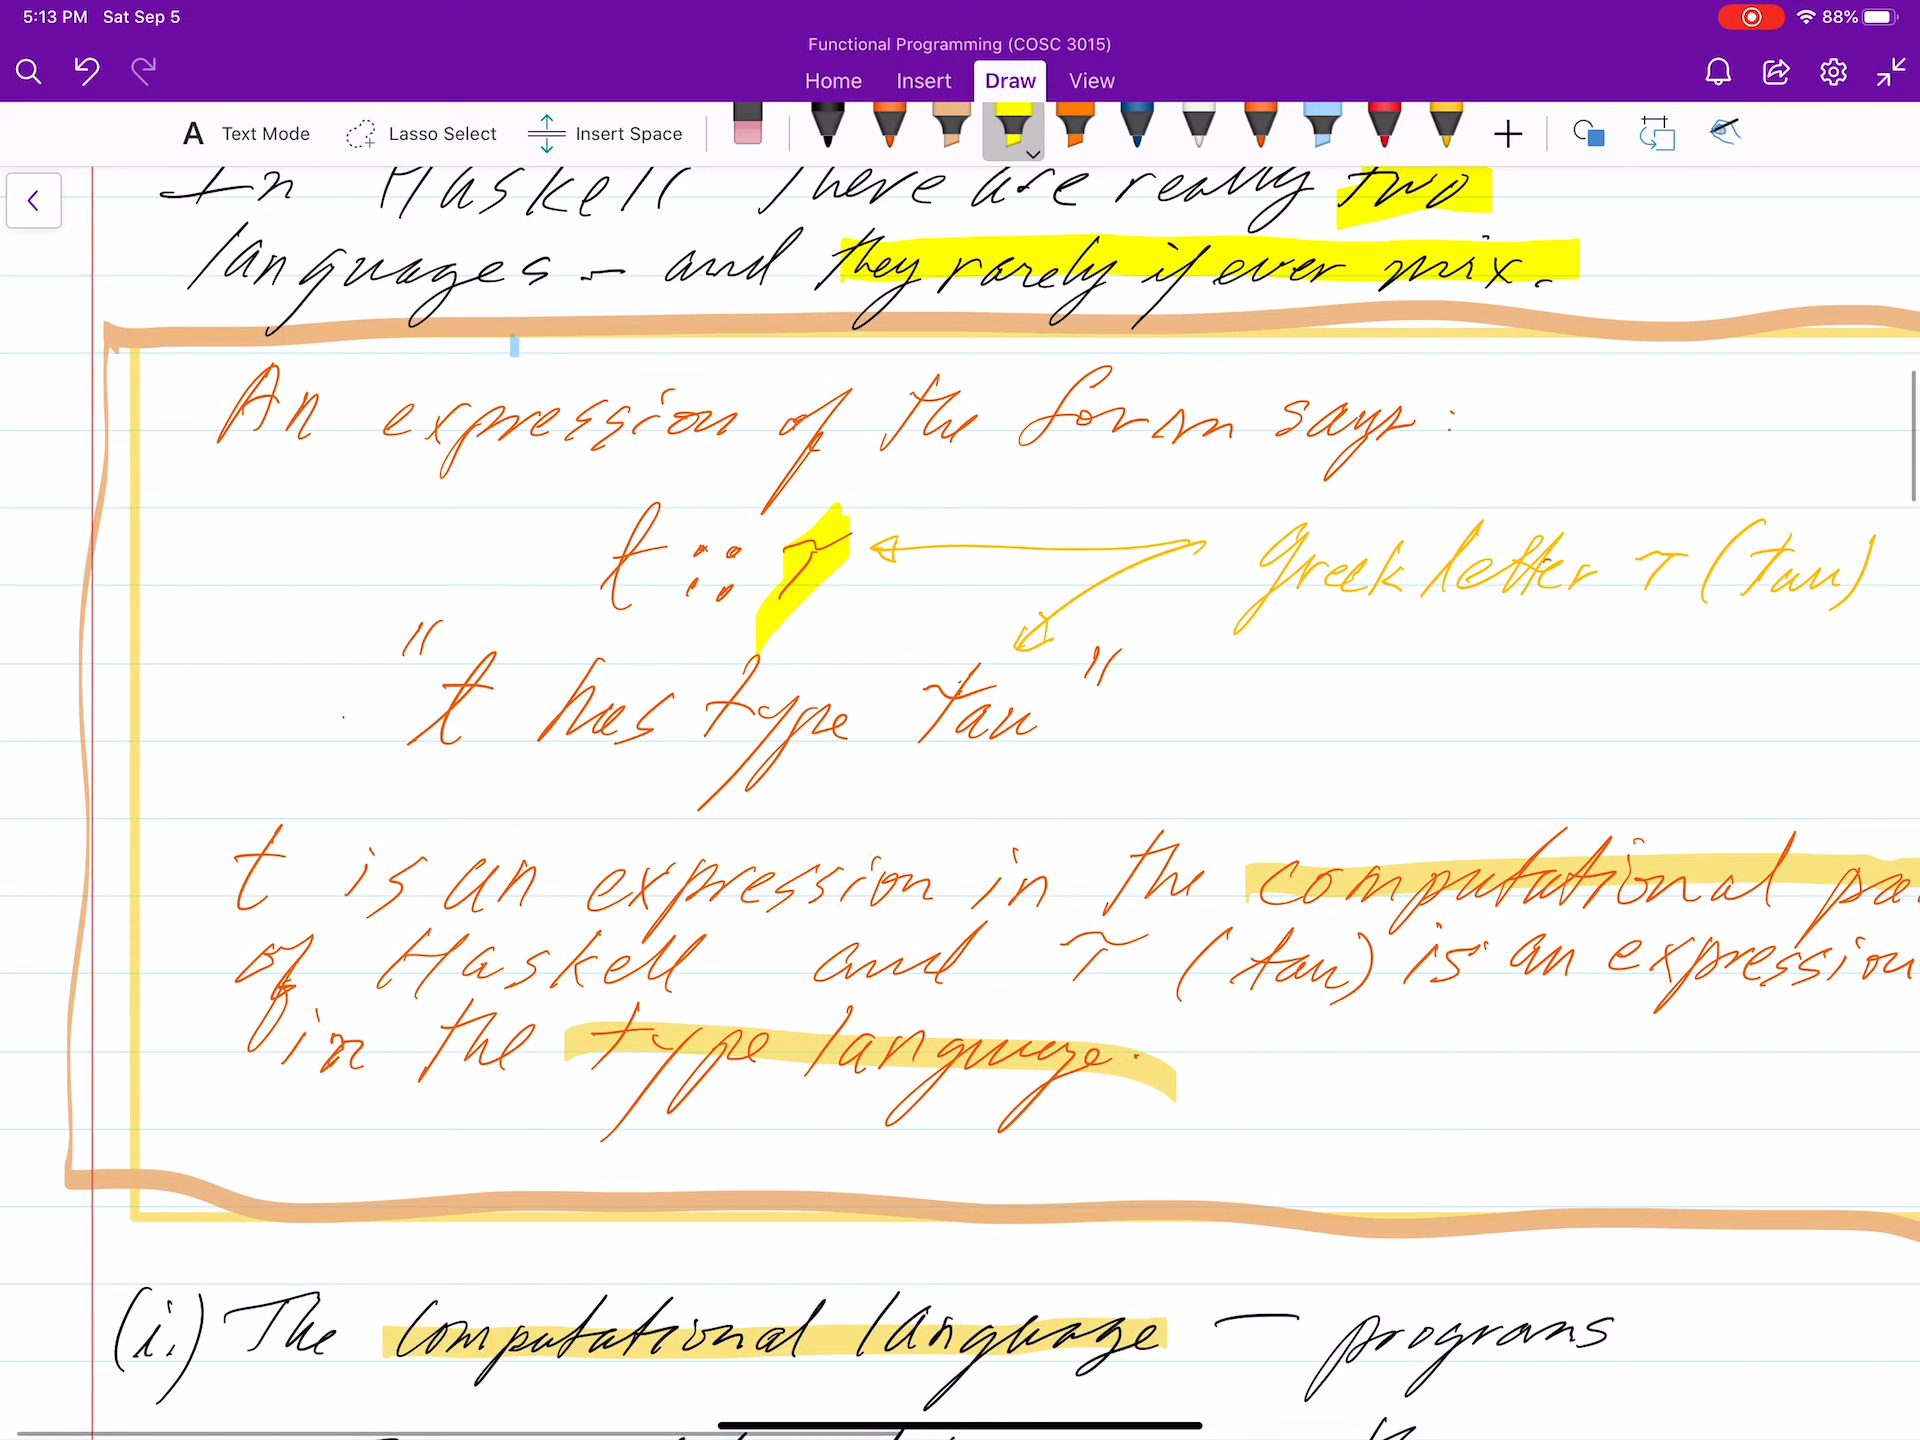 5:13 PM Sat Sep 5
88%
Functional Programming (COSC 3015)
Home Insert Draw View
A Text Mode Lasso Select Insert Space
In Haskell there are really two
languages - and they rarely if ever mix.
An expression of the form says:
t :: τ Greek letter τ (tau)
"t has type tau"
t is an expression in the computational pa
of Haskell and τ (tau) is an expression
in the type language.
(i.) The computational language — programs